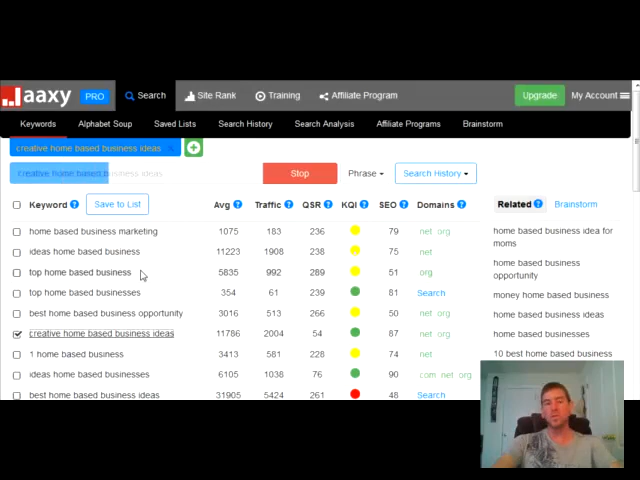 Jaaxy PRO Search Site Rank Training Affiliate Program Upgrade My Account
Keywords Alphabet Soup Saved Lists Search History Search Analysis Affiliate Programs Brainstorm
creative home based business ideas x
creative home based business ideas Stop Phrase Search History
Keyword ? Save to List Avg ? Traffic ? QSR ? KQI ? SEO ? Domains ? Related ? Brainstorm
home based business marketing 1075 183 236 79 net org
ideas home based business 11223 1908 238 75 net
top home based business 5835 992 289 51 org
top home based businesses 354 61 239 81 Search
best home based business opportunity 3016 513 266 50 net org
creative home based business ideas 11786 2004 54 87 net org
1 home based business 3413 581 228 74 net
ideas home based businesses 6105 1038 76 90 com net org
best home based business ideas 31905 5424 261 48 Search
home based business idea for
moms
home based business
opportunity
money home based business
home based business ideas
home based businesses
10 best home based business